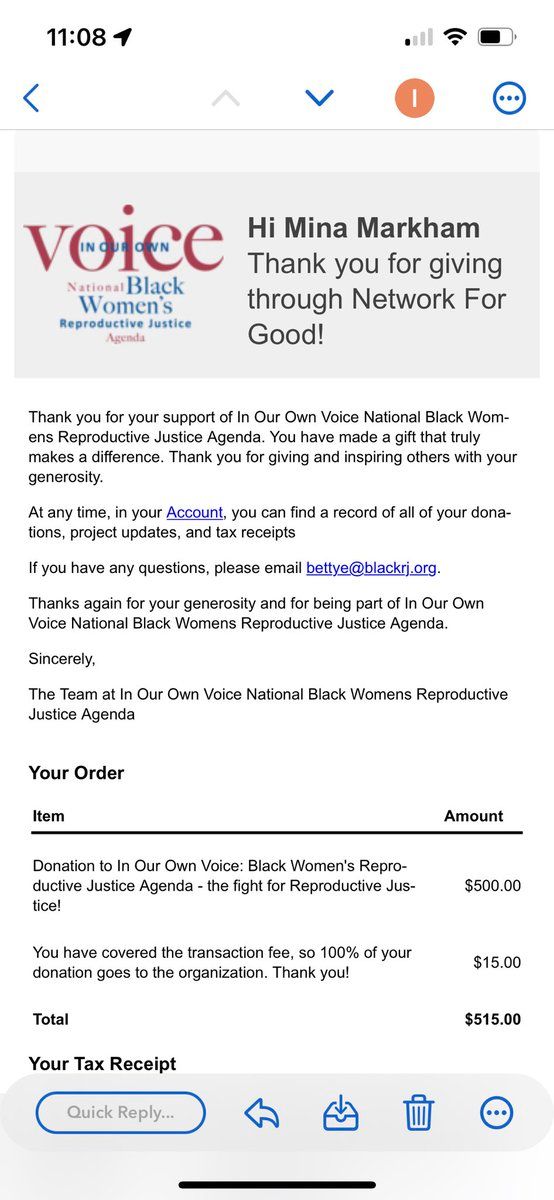 11:08
I
voice
IN OUR OWN
National Black
Women's
Reproductive Justice
Agenda
Hi Mina Markham
Thank you for giving
through Network For
Good!
Thank you for your support of In Our Own Voice National Black Wom-
ens Reproductive Justice Agenda. You have made a gift that truly
makes a difference. Thank you for giving and inspiring others with your
generosity.
At any time, in your Account, you can find a record of all of your dona-
tions, project updates, and tax receipts
If you have any questions, please email bettye@blackrj.org.
Thanks again for your generosity and for being part of In Our Own
Voice National Black Womens Reproductive Justice Agenda.
Sincerely,
The Team at In Our Own Voice National Black Womens Reproductive
Justice Agenda
Your Order
Item Amount
Donation to In Our Own Voice: Black Women's Repro-
ductive Justice Agenda - the fight for Reproductive Jus- $500.00
tice!
You have covered the transaction fee, so 100% of your
donation goes to the organization. Thank you! $15.00
Total $515.00
Your Tax Receipt
Quick Reply...